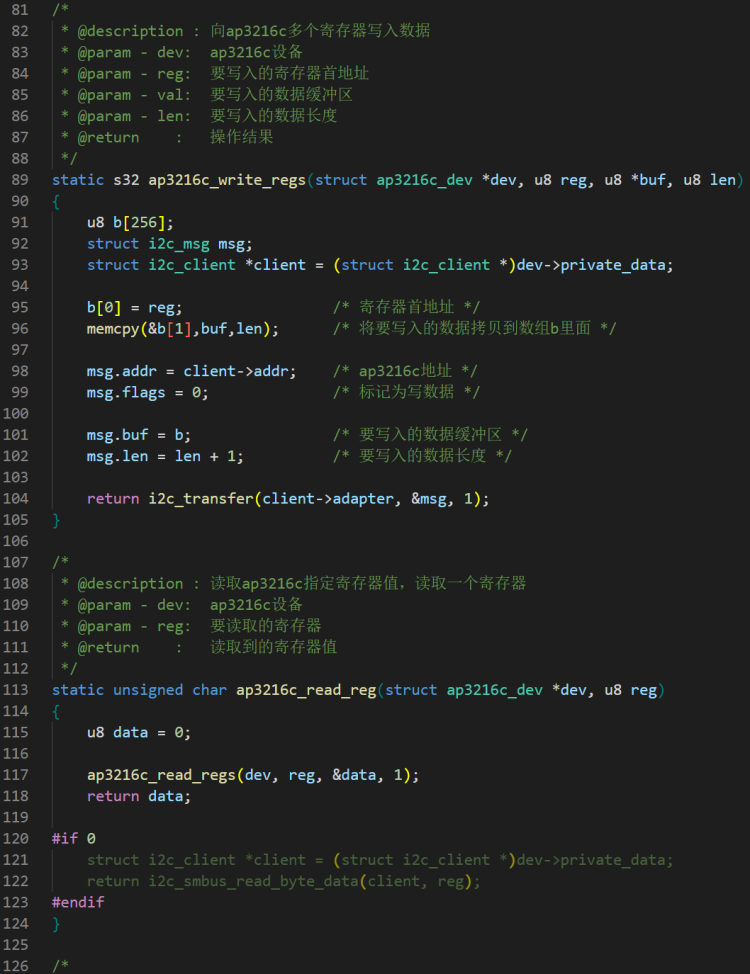 81 /*
82  * @description : 向ap3216c多个寄存器写入数据
83  * @param - dev:  ap3216c设备
84  * @param - reg:  要写入的寄存器首地址
85  * @param - val:  要写入的数据缓冲区
86  * @param - len:  要写入的数据长度
87  * @return    :   操作结果
88  */
89 static s32 ap3216c_write_regs(struct ap3216c_dev *dev, u8 reg, u8 *buf, u8 len)
90 {
91     u8 b[256];
92     struct i2c_msg msg;
93     struct i2c_client *client = (struct i2c_client *)dev->private_data;
94
95     b[0] = reg;                 /* 寄存器首地址 */
96     memcpy(&b[1],buf,len);      /* 将要写入的数据拷贝到数组b里面 */
97
98     msg.addr = client->addr;    /* ap3216c地址 */
99     msg.flags = 0;              /* 标记为写数据 */
100
101     msg.buf = b;                /* 要写入的数据缓冲区 */
102     msg.len = len + 1;          /* 要写入的数据长度 */
103
104     return i2c_transfer(client->adapter, &msg, 1);
105 }
106
107 /*
108  * @description : 读取ap3216c指定寄存器值，读取一个寄存器
109  * @param - dev:  ap3216c设备
110  * @param - reg:  要读取的寄存器
111  * @return    :   读取到的寄存器值
112  */
113 static unsigned char ap3216c_read_reg(struct ap3216c_dev *dev, u8 reg)
114 {
115     u8 data = 0;
116
117     ap3216c_read_regs(dev, reg, &data, 1);
118     return data;
119
120 #if 0
121     struct i2c_client *client = (struct i2c_client *)dev->private_data;
122     return i2c_smbus_read_byte_data(client, reg);
123 #endif
124 }
125
126 /*